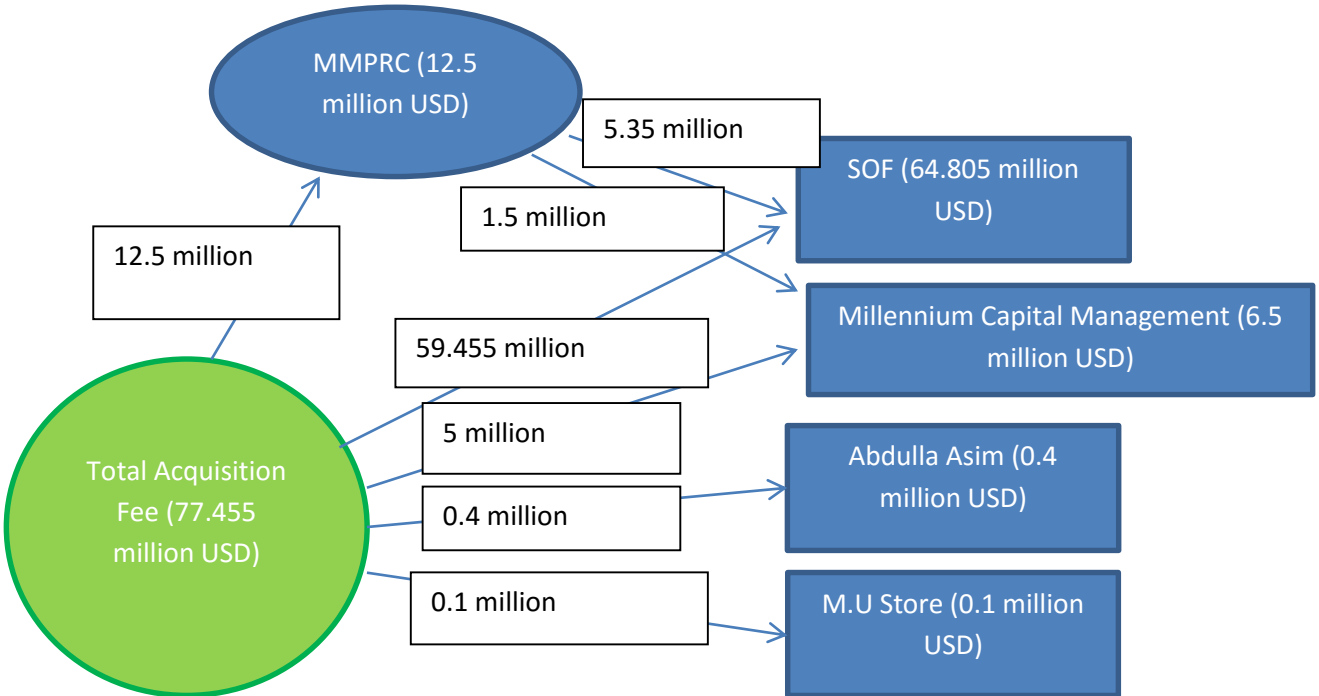 MMPRC (12.5
million USD)
5.35 million
SOF (64.805 million
USD)
1.5 million
12.5 million
Millennium Capital Management (6.5
million USD)
59.455 million
5 million
Abdulla Asim (0.4
million USD)
Total Acquisition
Fee (77.455
million USD)
0.4 million
0.1 million
M.U Store (0.1 million
USD)